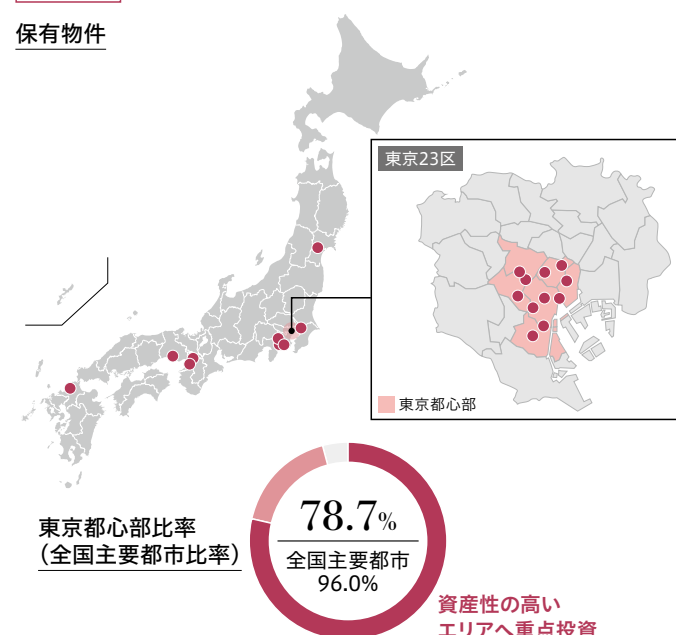 保有物件
東京23区
東京都心部
東京都心部比率
（全国主要都市比率）
78.7%
全国主要都市
96.0%
資産性の高い
エリアへ重点投資